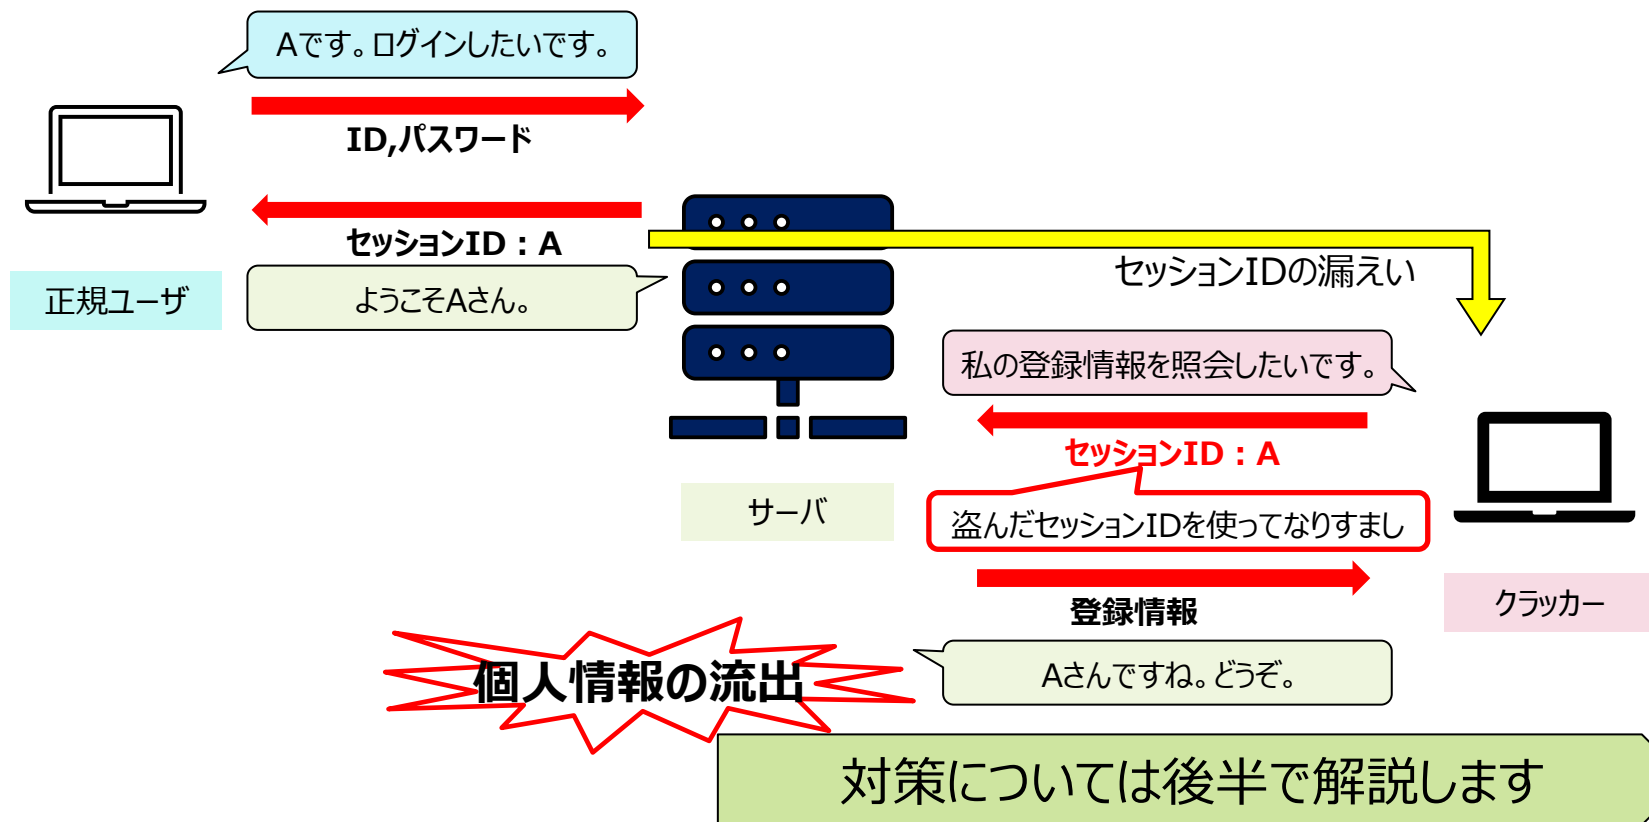 Aです。ログインしたいです。
ID,パスワード
セッションID：A
ようこそAさん。
正規ユーザ
セッションIDの漏えい
私の登録情報を照会したいです。
セッションID：A
盗んだセッションIDを使ってなりすまし
サーバ
登録情報
クラッカー
Aさんですね。どうぞ。
個人情報の流出
対策については後半で解説します